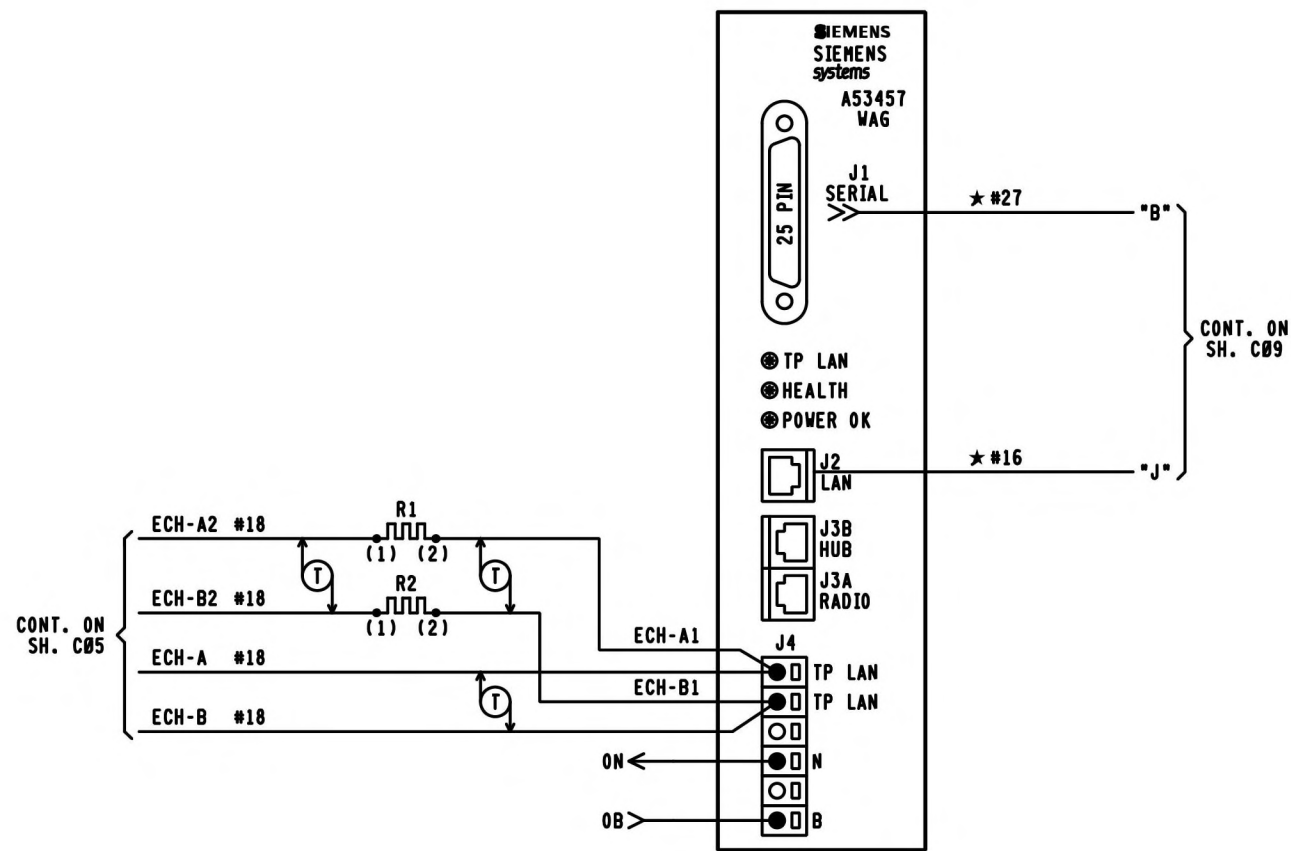 SIEMENS
SIEMENS
systems
A53457
WAG
25 PIN
J1
SERIAL
★ #27
"B"
CONT. ON
SH. CØ9
TP LAN
HEALTH
POWER OK
J2
LAN
★ #16
"J"
J3B
HUB
J3A
RADIO
ECH-A2 #18
R1
(1) (2)
T
T
ECH-B2 #18
R2
(1) (2)
CONT. ON
SH. CØ5
ECH-A1
J4
ECH-A #18
TP LAN
ECH-B1
T
TP LAN
ECH-B #18
ON
N
OB
B